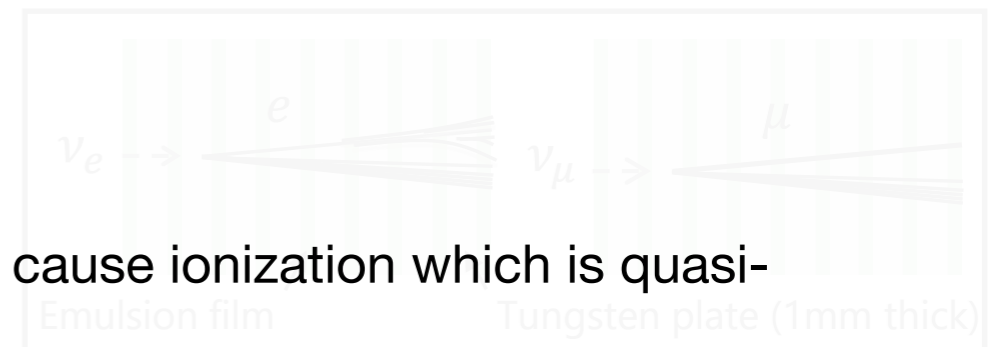 e μ
νe νμ
cause ionization which is quasi-
Emulsion film Tungsten plate (1mm thick)